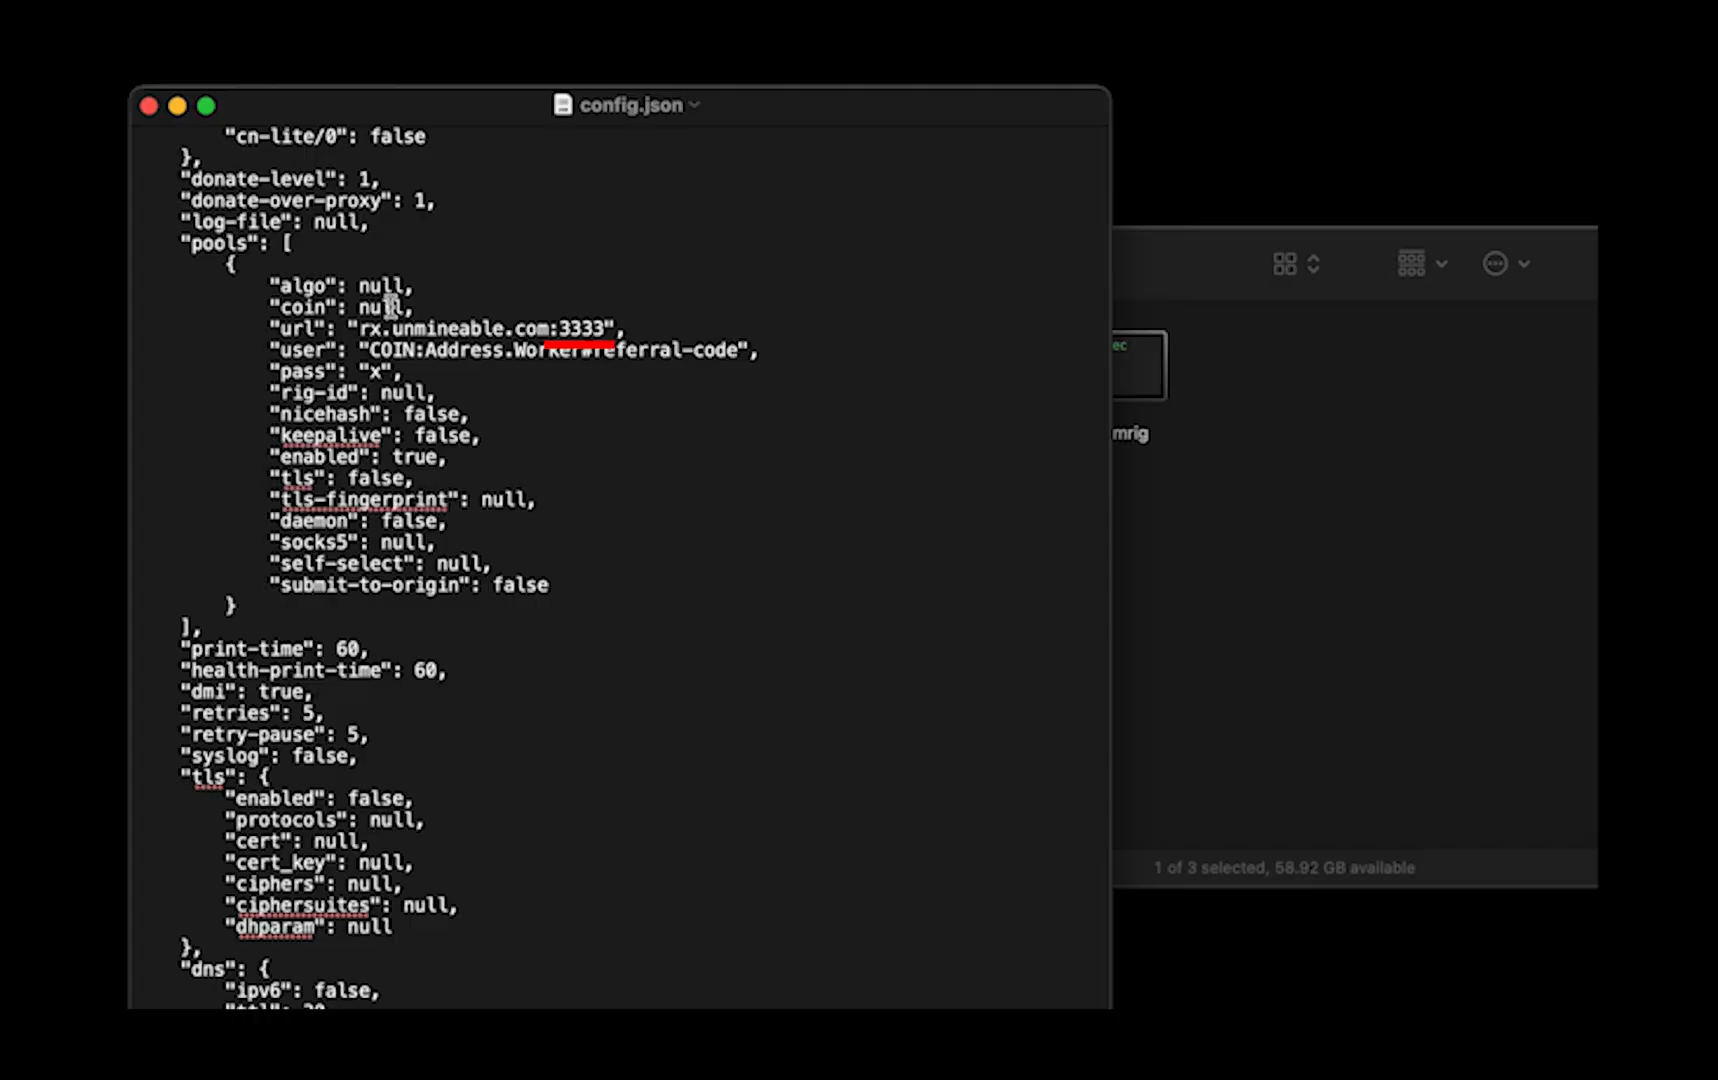 config.json
"cn-lite/0": false
},
"donate-level": 1,
"donate-over-proxy": 1,
"log-file": null,
"pools": [
{
"algo": null,
"coin": null,
"url": "rx.unmineable.com:3333",
"user": "COIN:Address.Worker#referral-code",
"pass": "x",
"rig-id": null,
"nicehash": false,
"keepalive": false,
"enabled": true,
"tls": false,
"tls-fingerprint": null,
"daemon": false,
"socks5": null,
"self-select": null,
"submit-to-origin": false
}
],
"print-time": 60,
"health-print-time": 60,
"dmi": true,
"retries": 5,
"retry-pause": 5,
"syslog": false,
"tls": {
"enabled": false,
"protocols": null,
"cert": null,
"cert_key": null,
"ciphers": null,
"ciphersuites": null,
"dhparam": null
},
"dns": {
"ipv6": false,
ec
mrig
1 of 3 selected, 58.92 GB available